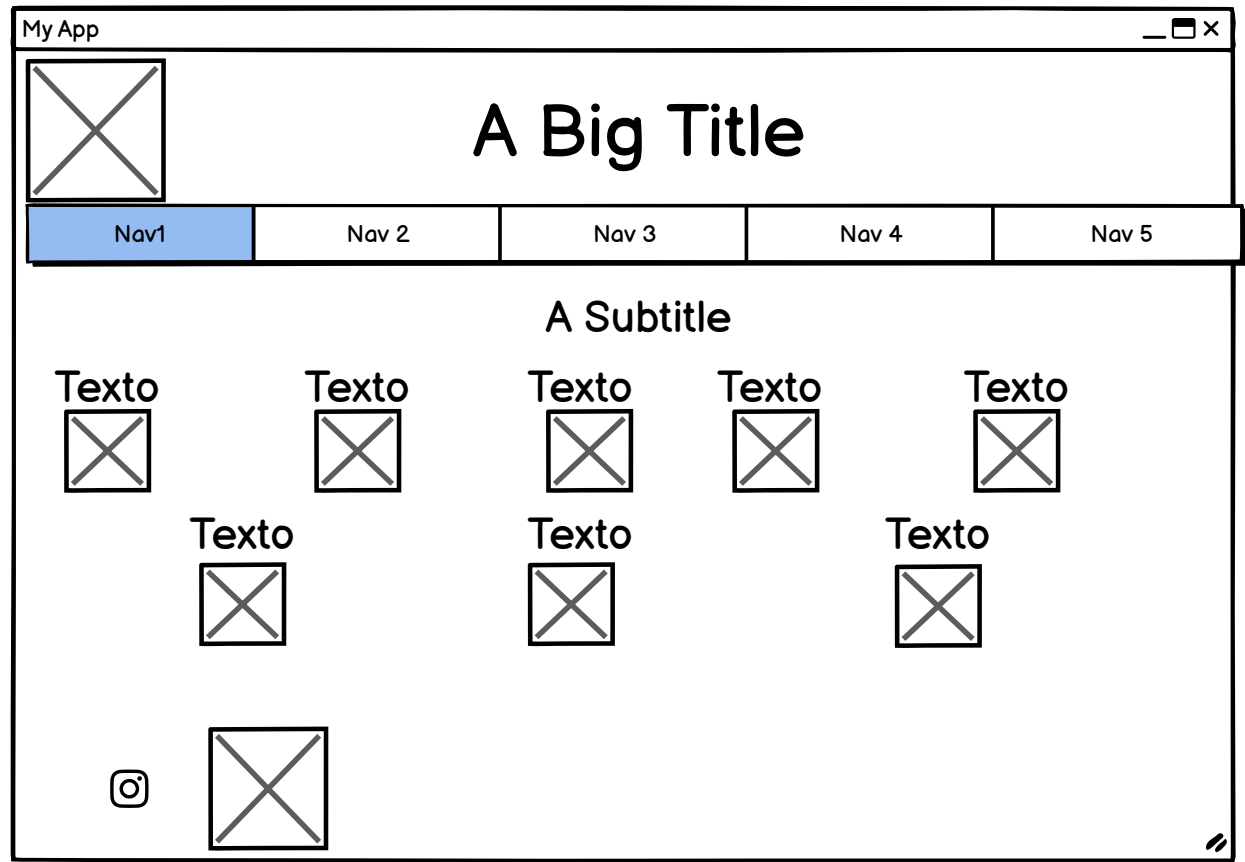 My App
A Big Title
Nav1 Nav 2 Nav 3 Nav 4 Nav 5
A Subtitle
Texto Texto Texto Texto Texto
Texto Texto Texto